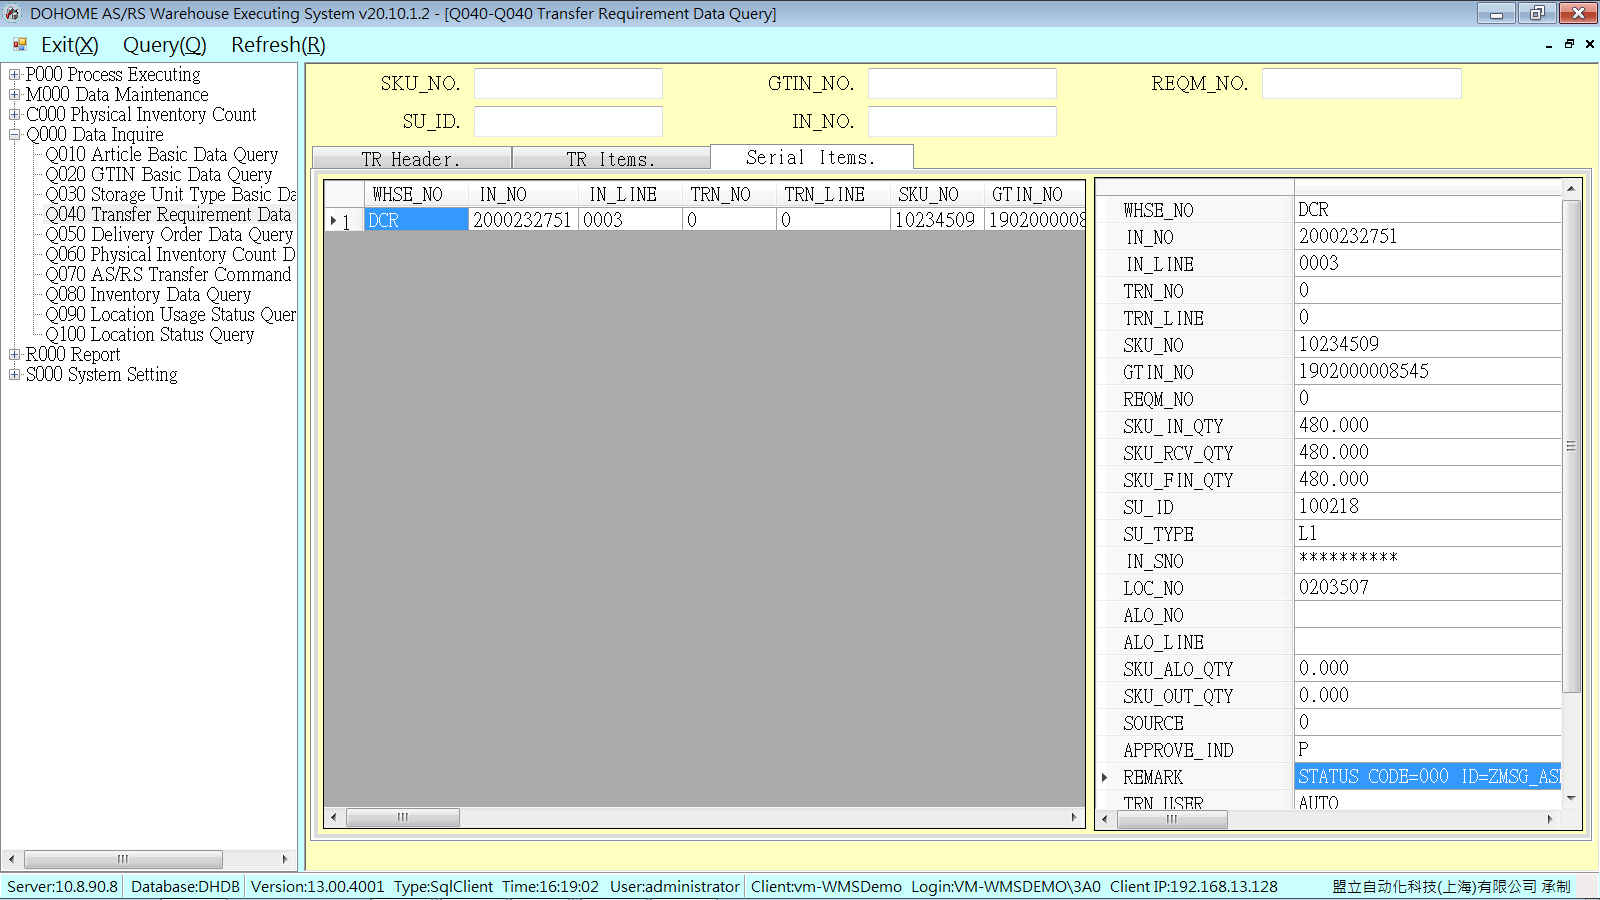 DOHOME AS/RS Warehouse Executing System v20.10.1.2 - [Q040-Q040 Transfer Requirement Data Query]
Exit(X) Query(Q) Refresh(R)
P000 Process Executing
M000 Data Maintenance
C000 Physical Inventory Count
Q000 Data Inquire
Q010 Article Basic Data Query
Q020 GTIN Basic Data Query
Q030 Storage Unit Type Basic Da
Q040 Transfer Requirement Data
Q050 Delivery Order Data Query
Q060 Physical Inventory Count D
Q070 AS/RS Transfer Command
Q080 Inventory Data Query
Q090 Location Usage Status Quer
Q100 Location Status Query
R000 Report
S000 System Setting
SKU_NO. GTIN_NO. REQM_NO.
SU_ID. IN_NO.
TR Header. TR Items. Serial Items.
WHSE_NO IN_NO IN_LINE TRN_NO TRN_LINE SKU_NO GTIN_NO
1 DCR 2000232751 0003 0 0 10234509 1902000008
WHSE_NO DCR
IN_NO 2000232751
IN_LINE 0003
TRN_NO 0
TRN_LINE 0
SKU_NO 10234509
GTIN_NO 1902000008545
REQM_NO 0
SKU_IN_QTY 480.000
SKU_RCV_QTY 480.000
SKU_FIN_QTY 480.000
SU_ID 100218
SU_TYPE L1
IN_SNO **********
LOC_NO 0203507
ALO_NO
ALO_LINE
SKU_ALO_QTY 0.000
SKU_OUT_QTY 0.000
SOURCE 0
APPROVE_IND P
REMARK STATUS CODE=000 ID=ZMSG_AS
TRN_USER AUTO
Server:10.8.90.8 Database:DHDB Version:13.00.4001 Type:SqlClient Time:16:19:02 User:administrator Client:vm-WMSDemo Login:VM-WMSDEMO\3A0 Client IP:192.168.13.128 盟立自动化科技(上海)有限公司 承制